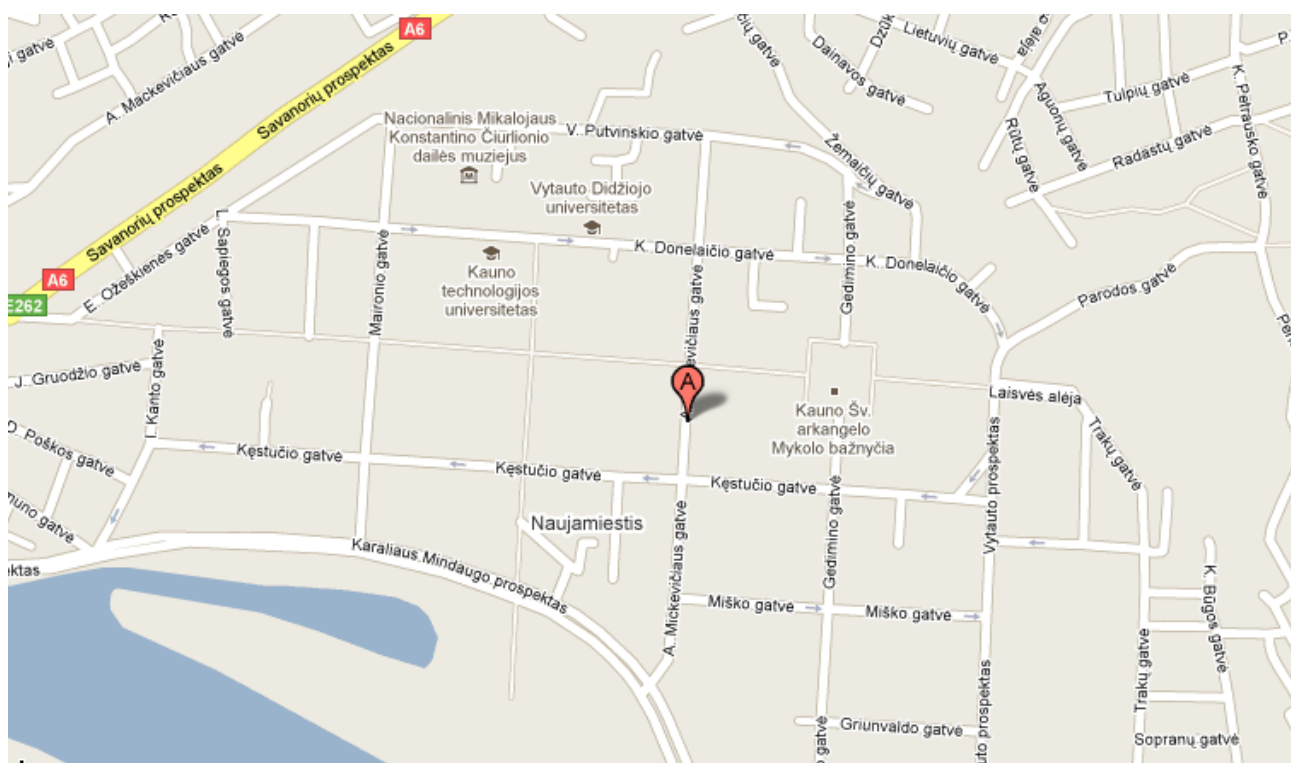 A6
Lietuvių gatvė
A. Mackevičiaus gatvė
Savanorių prospektas
Dainavos gatvė
Tulpių gatvė
Aguonų gatvė
K. Petrausko gatvė
Rūtų gatvė
Radastų gatvė
Žemaičių gatvė
Nacionalinis Mikalojaus
Konstantino Čiurlionio
dailės muziejus
V. Putvinskio gatvė
Vytauto Didžiojo
universitetas
Savanorių prospektas
L. Sapiegos gatvė
E. Ožeškienės gatvė
Maironio gatvė
K. Donelaičio gatvė
K. Donelaičio gatvė
Gedimino gatvė
Parodos gatvė
A6
E262
Kauno
technologijos
universitetas
J. Gruodžio gatvė
I. Kanto gatvė
A
Laisvės alėja
Kauno Šv.
arkangelo
Mykolo bažnyčia
Trakų gatvė
Kęstučio gatvė
Kęstučio gatvė
Kęstučio gatvė
Vytauto prospektas
Naujamiestis
Karaliaus Mindaugo prospektas
A. Mickevičiaus gatvė
Gedimino gatvė
Miško gatvė
Miško gatvė
K. Būgos gatvė
Trakų gatvė
Griunvaldo gatvė
Sopranų gatvė